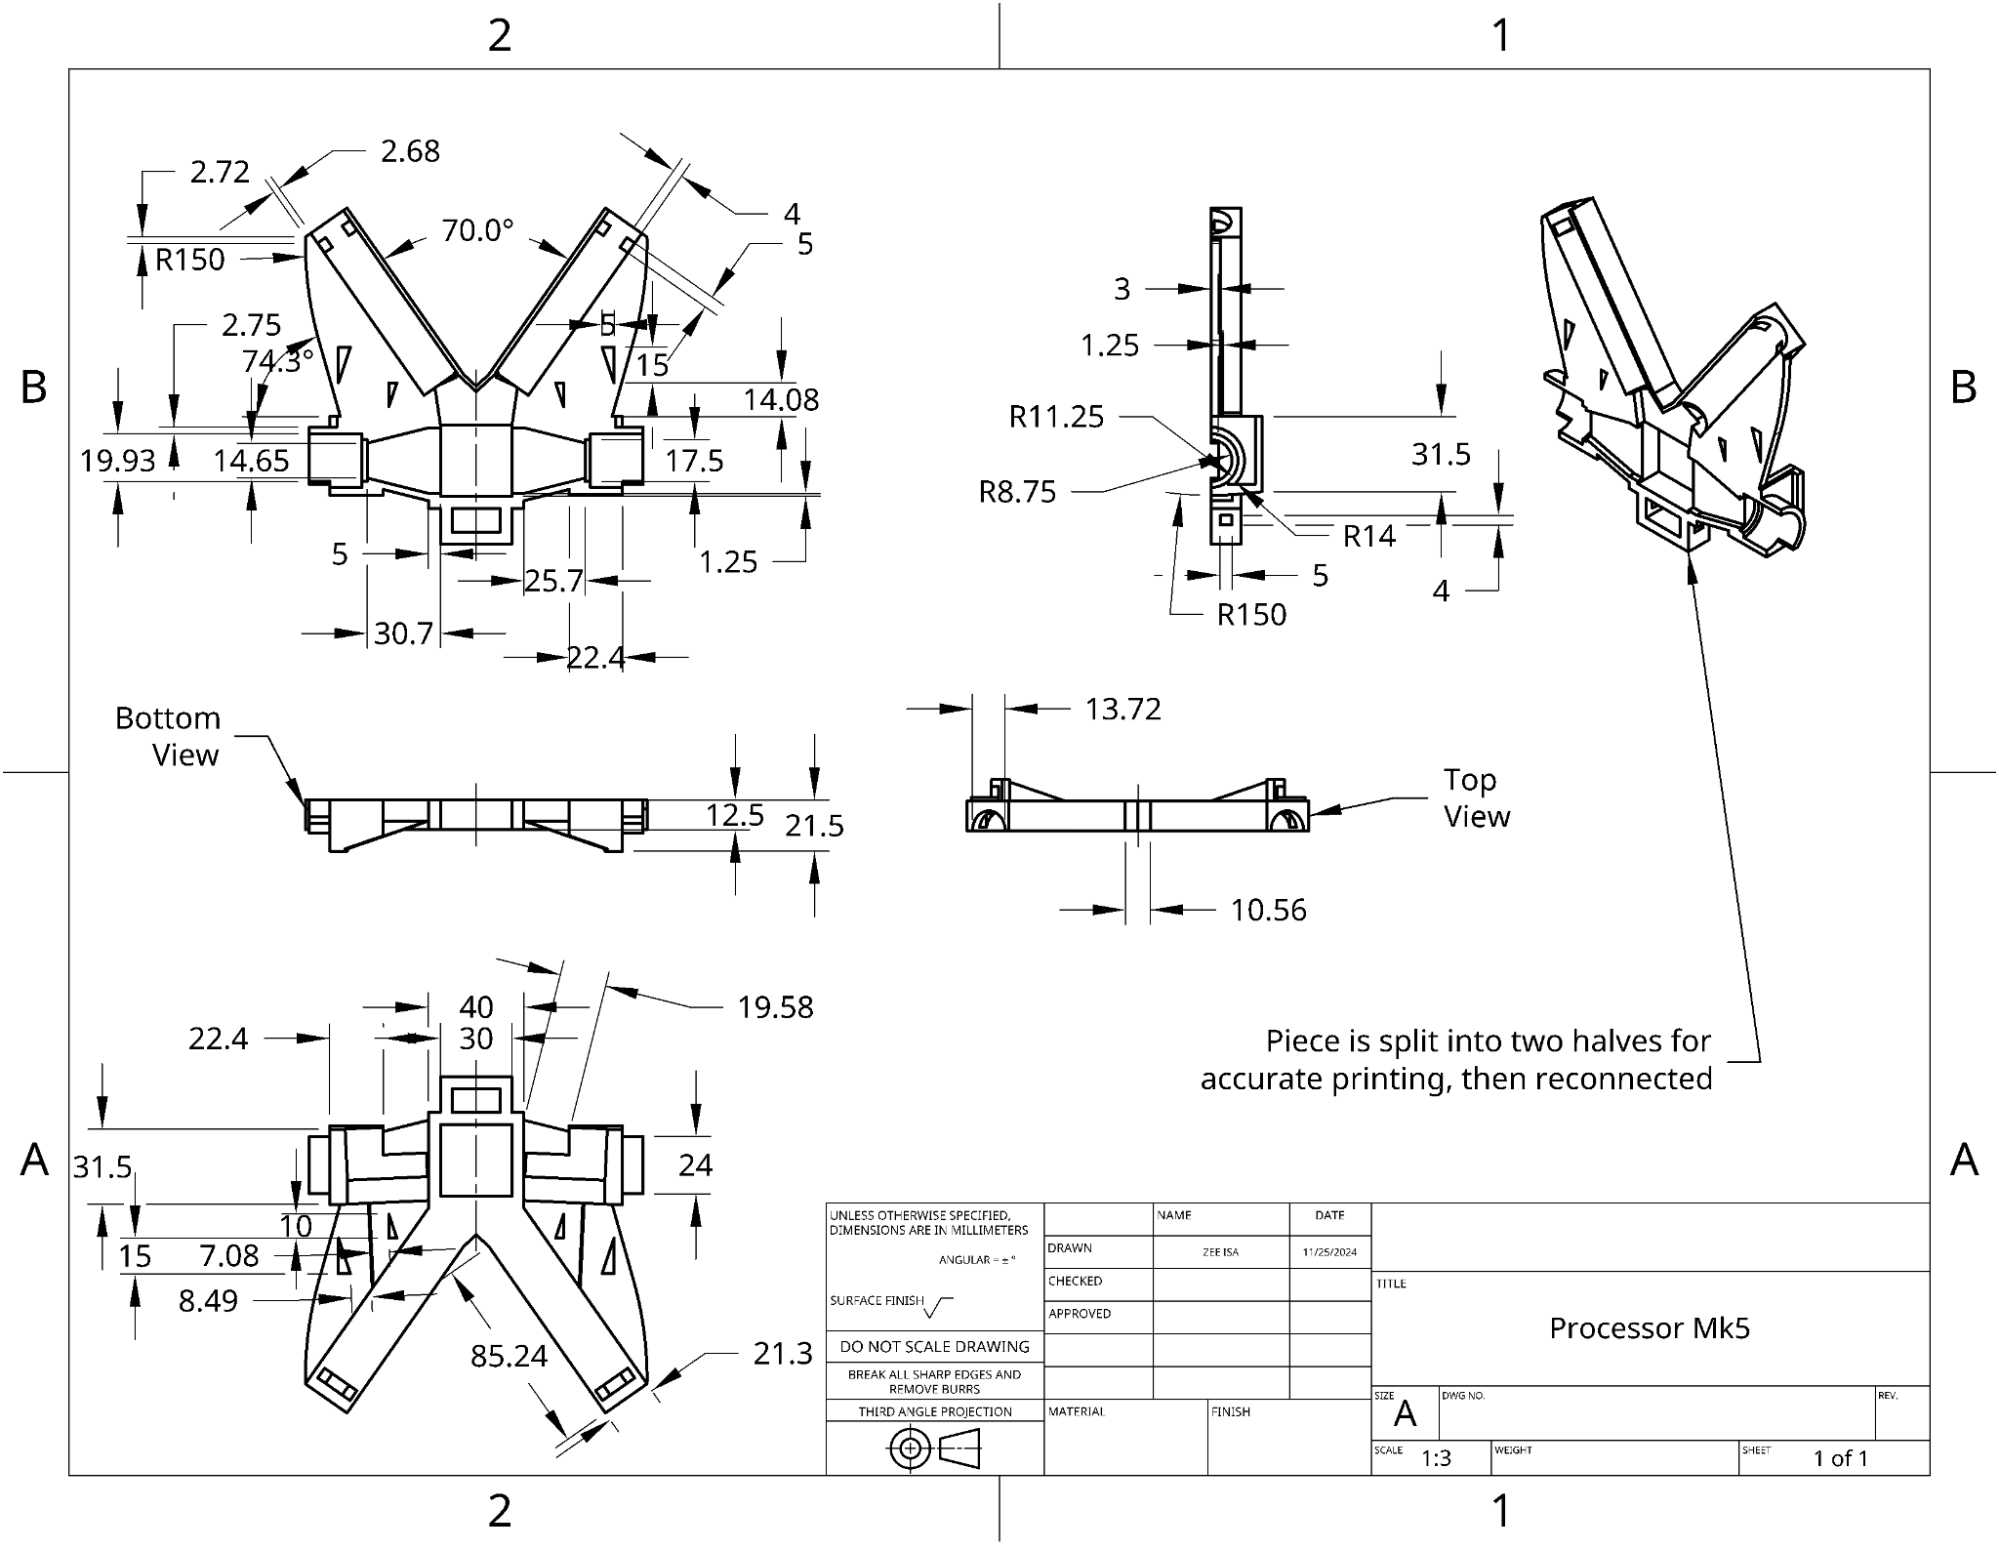 2
1
2.68
2.72
70.0°
4
5
R150
3
5
2.75
1.25
74.3°
15
B
B
14.08
R11.25
19.93
14.65
17.5
31.5
R8.75
R14
5
1.25
25.7
5
4
R150
30.7
22.4
Bottom
View
13.72
Top
View
12.5
21.5
10.56
40
19.58
22.4
30
Piece is split into two halves for
accurate printing, then reconnected
A
A
31.5
24
10
15
7.08
8.49
85.24
21.3
UNLESS OTHERWISE SPECIFIED,
DIMENSIONS ARE IN MILLIMETERS
ANGULAR = ± °
SURFACE FINISH
DO NOT SCALE DRAWING
BREAK ALL SHARP EDGES AND
REMOVE BURRS
THIRD ANGLE PROJECTION
NAME
DATE
DRAWN
ZEE ISA
11/25/2024
CHECKED
APPROVED
MATERIAL
FINISH
TITLE
Processor Mk5
SIZE
A
DWG NO.
REV.
SCALE
1:3
WEIGHT
SHEET
1 of 1
2
1